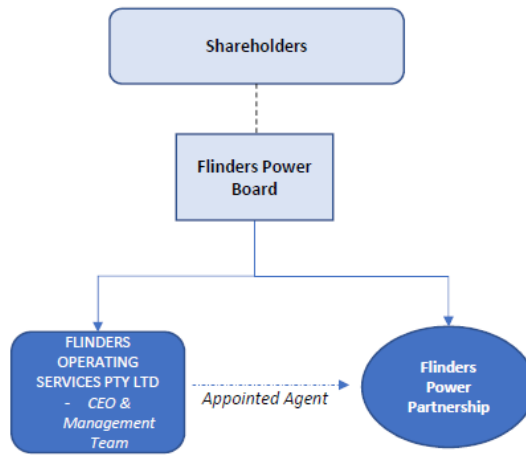 Shareholders
Flinders Power
Board
FLINDERS
OPERATING
SERVICES PTY LTD
- CEO &
Management
Team
Appointed Agent
Flinders
Power
Partnership